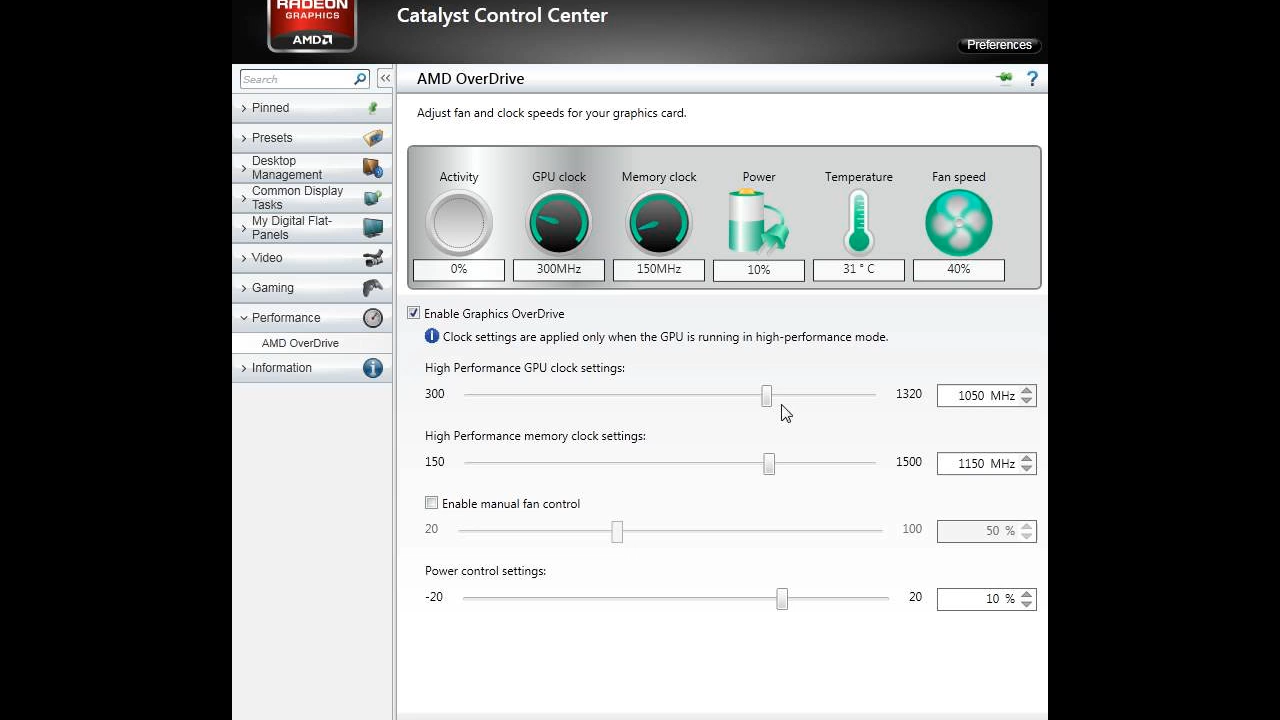 RADEON
GRAPHICS
AMD
Catalyst Control Center
Preferences
Search
Pinned
Presets
Desktop
Management
Common Display
Tasks
My Digital Flat-
Panels
Video
Gaming
Performance
AMD OverDrive
Information
AMD OverDrive
?
Adjust fan and clock speeds for your graphics card.
Activity GPU clock Memory clock Power Temperature Fan speed
0% 300MHz 150MHz 10% 31 ° C 40%
Enable Graphics OverDrive
Clock settings are applied only when the GPU is running in high-performance mode.
High Performance GPU clock settings:
300 1320 1050 MHz
High Performance memory clock settings:
150 1500 1150 MHz
Enable manual fan control
20 100 50 %
Power control settings:
-20 20 10 %